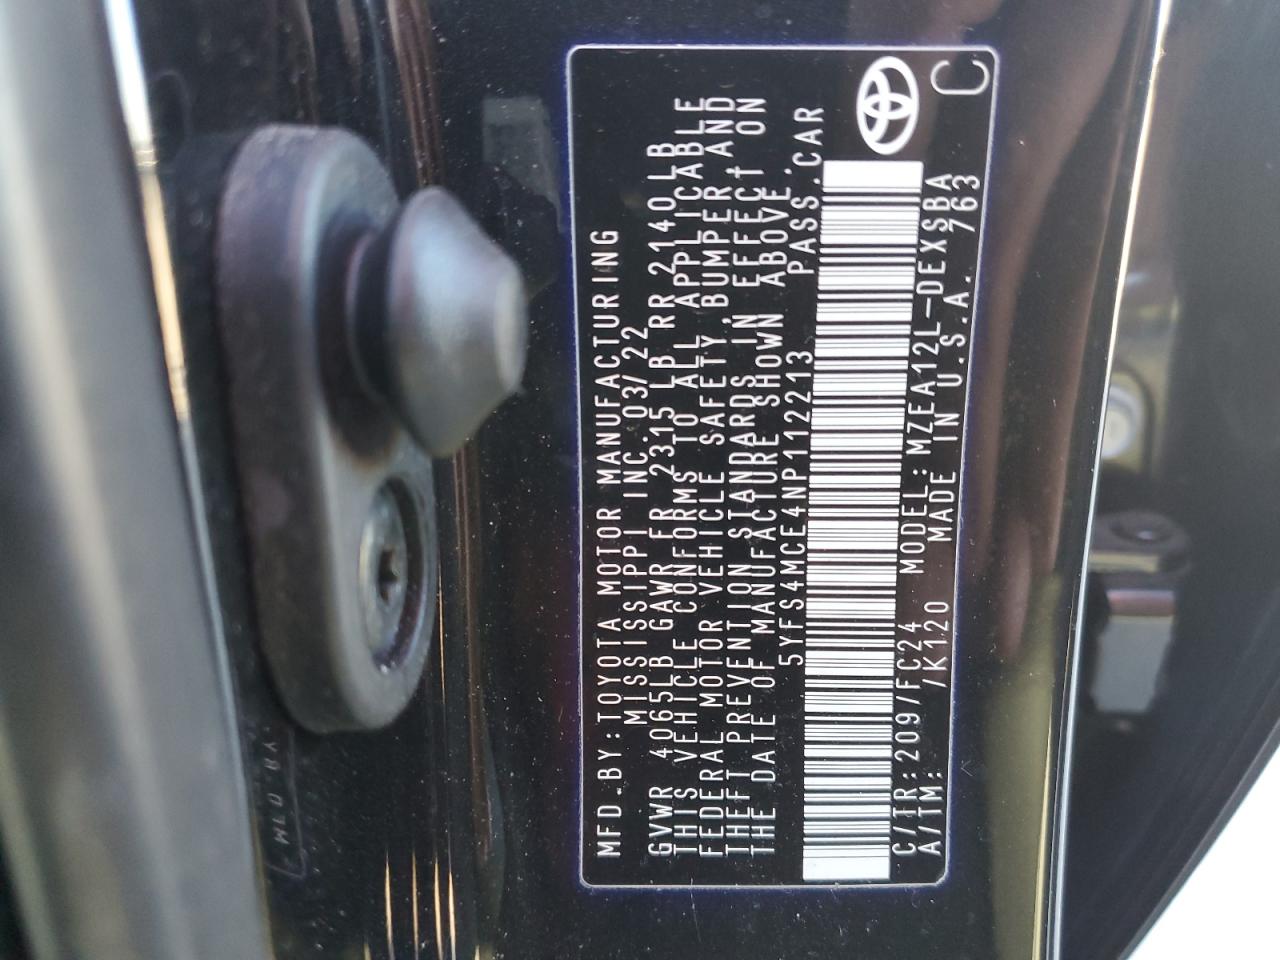 MFD.BY:TOYOTA MOTOR MANUFACTURING
MISSISSIPPI INC. 03/22
GVWR 4065LB GAWR FR 2315 LB RR 2140LB
THIS VEHICLE CONFORMS TO ALL APPLICABLE
FEDERAL MOTOR VEHICLE SAFETY, BUMPER AND
THEFT PREVENTION STANDARDS IN EFFECT ON
THE DATE OF MANUFACTURE SHOWN ABOVE.
5YFS4MCE4NP112213 PASS.CAR
C/TR:209/FC24 MODEL:MZEA12L-DEXSBA
A/TM: /K120 MADE IN U.S.A. 763
C